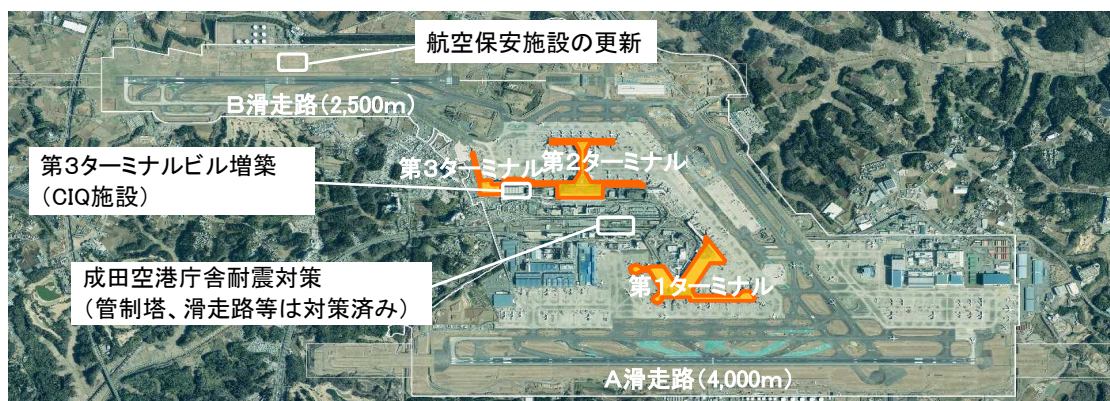 航空保安施設の更新
B滑走路(2,500m)
第3ターミナルビル増築
(CIQ施設)
第3ターミナル
第2ターミナル
成田空港庁舎耐震対策
(管制塔、滑走路等は対策済み)
第1ターミナル
A滑走路(4,000m)